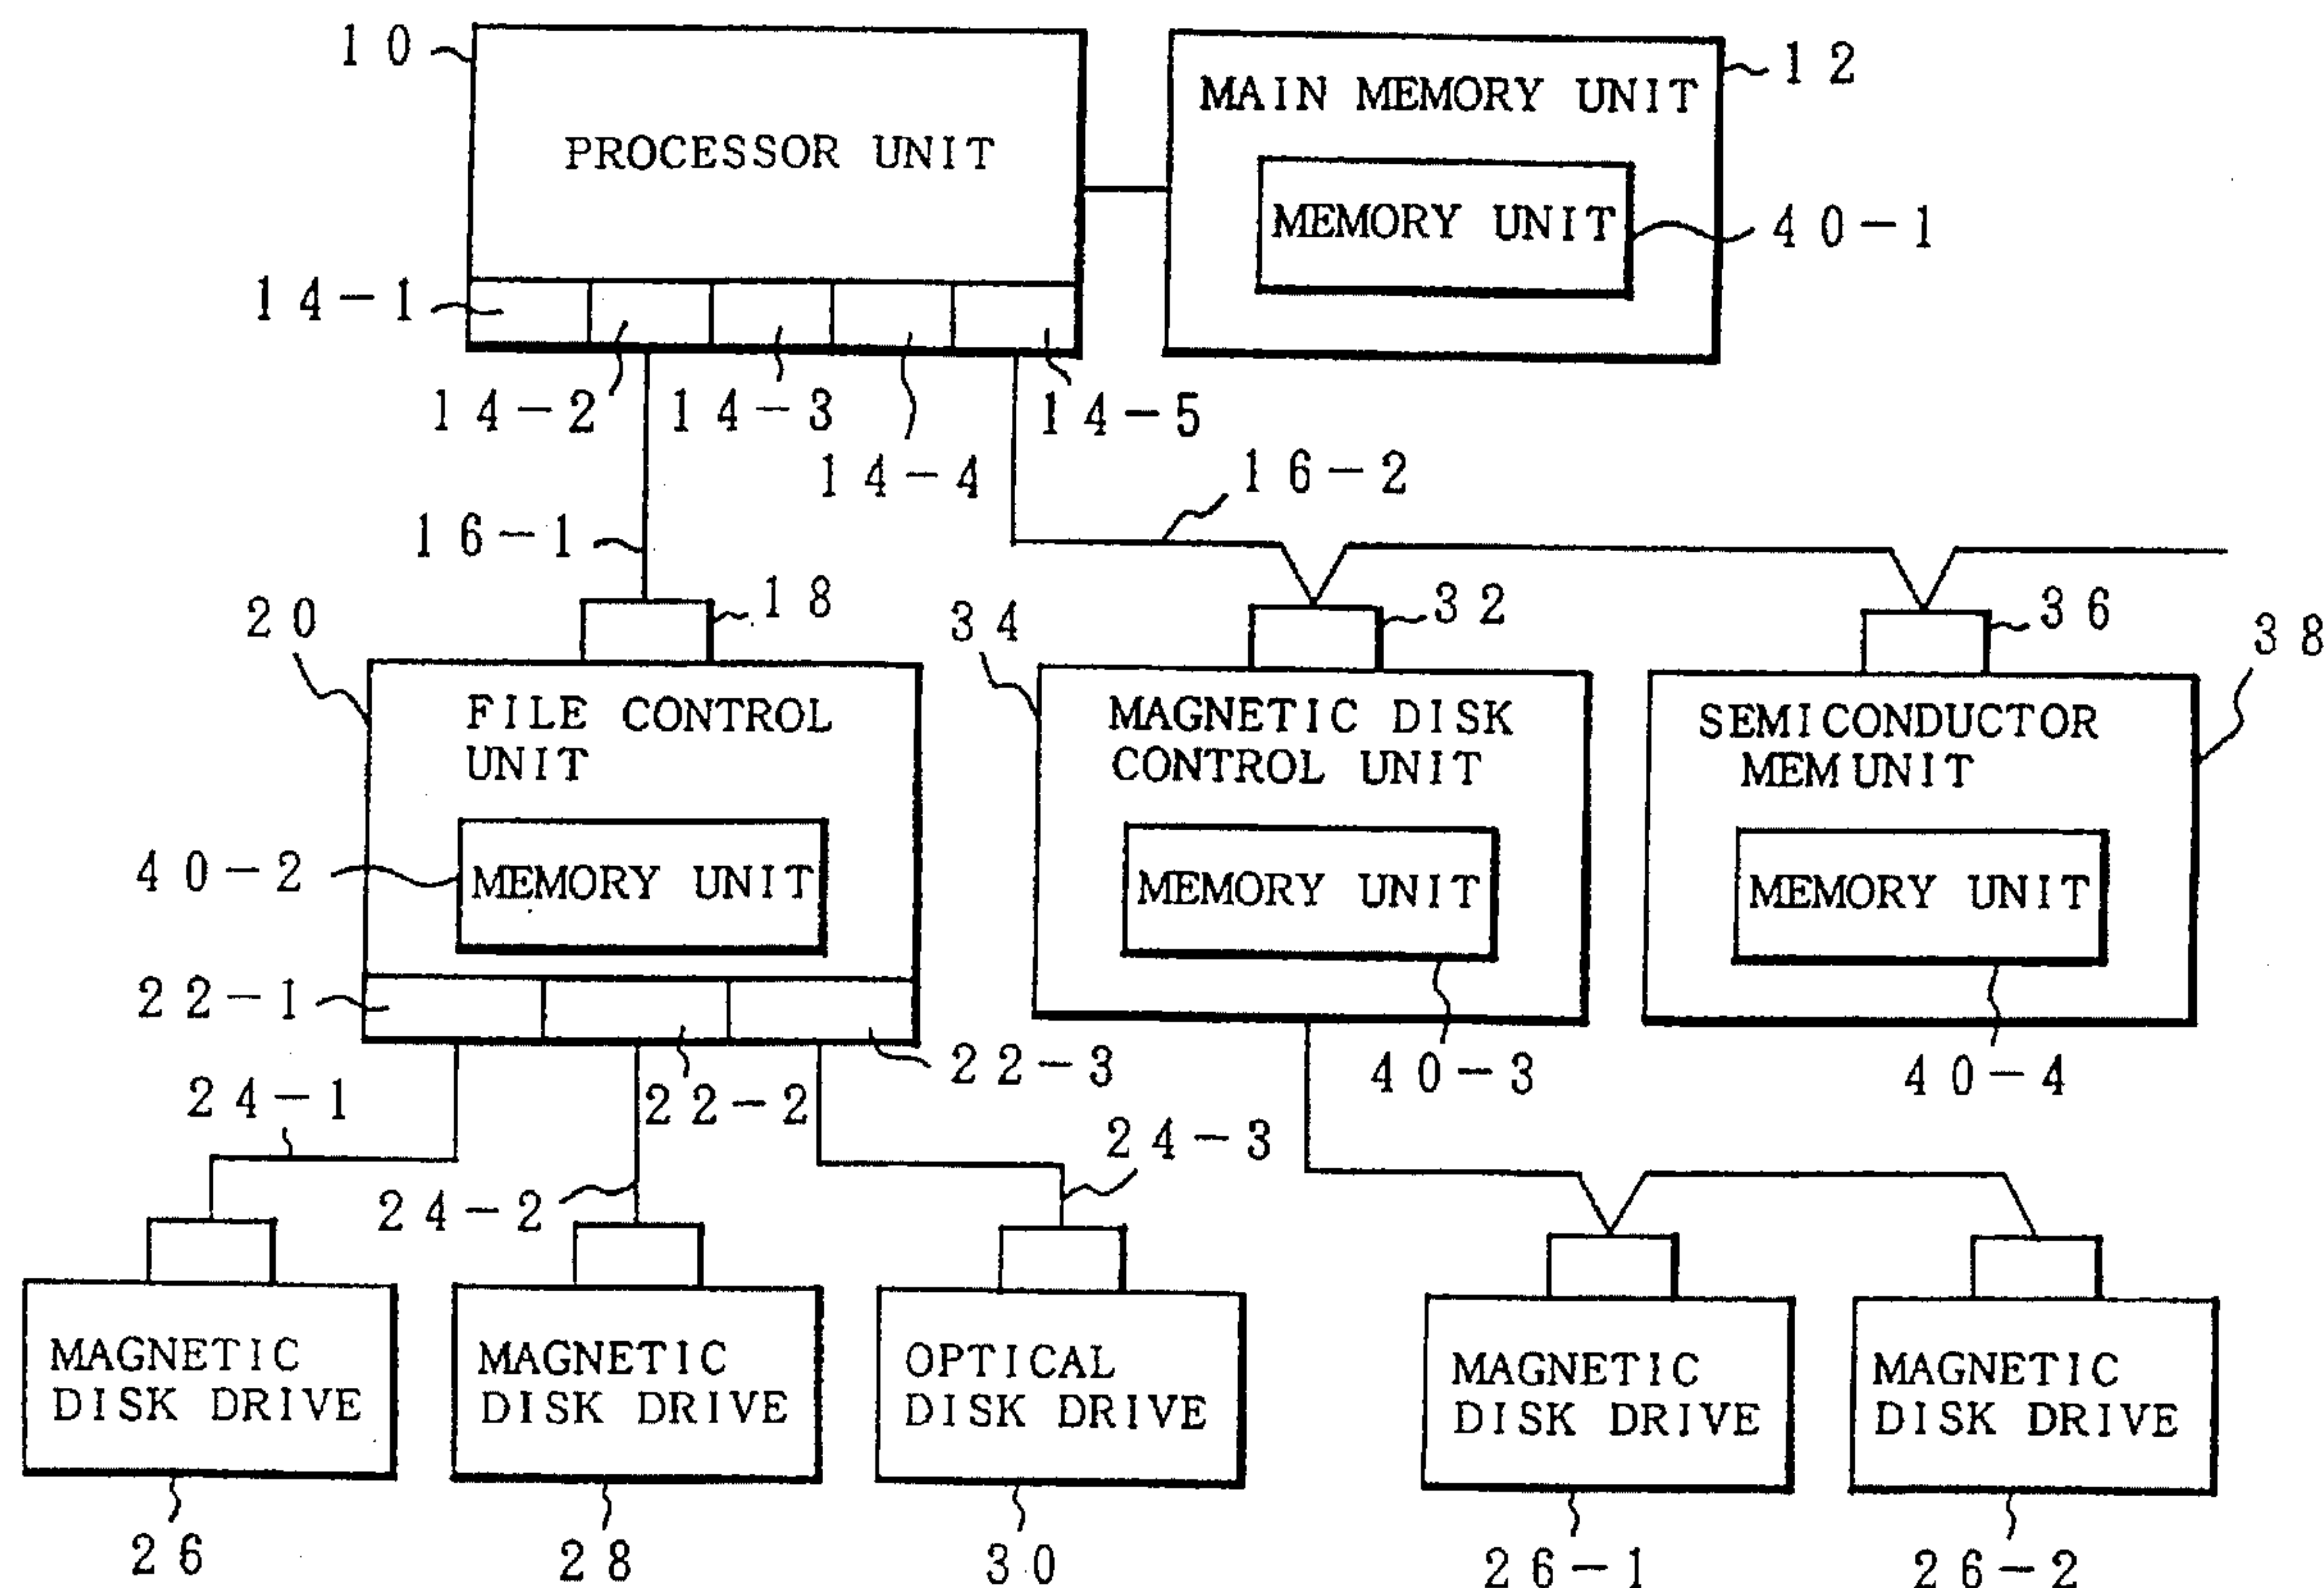 10
PROCESSOR UNIT
MAIN MEMORY UNIT
12
MEMORY UNIT
40-1
14-1
14-2
14-3
14-4
14-5
16-1
16-2
18
20
FILE CONTROL
UNIT
40-2
MEMORY UNIT
22-1
22-2
22-3
32
34
MAGNETIC DISK
CONTROL UNIT
MEMORY UNIT
40-3
36
38
SEMICONDUCTOR
MEMUNIT
MEMORY UNIT
40-4
24-1
24-2
24-3
MAGNETIC
DISK DRIVE
26
MAGNETIC
DISK DRIVE
28
OPTICAL
DISK DRIVE
30
MAGNETIC
DISK DRIVE
26-1
MAGNETIC
DISK DRIVE
26-2